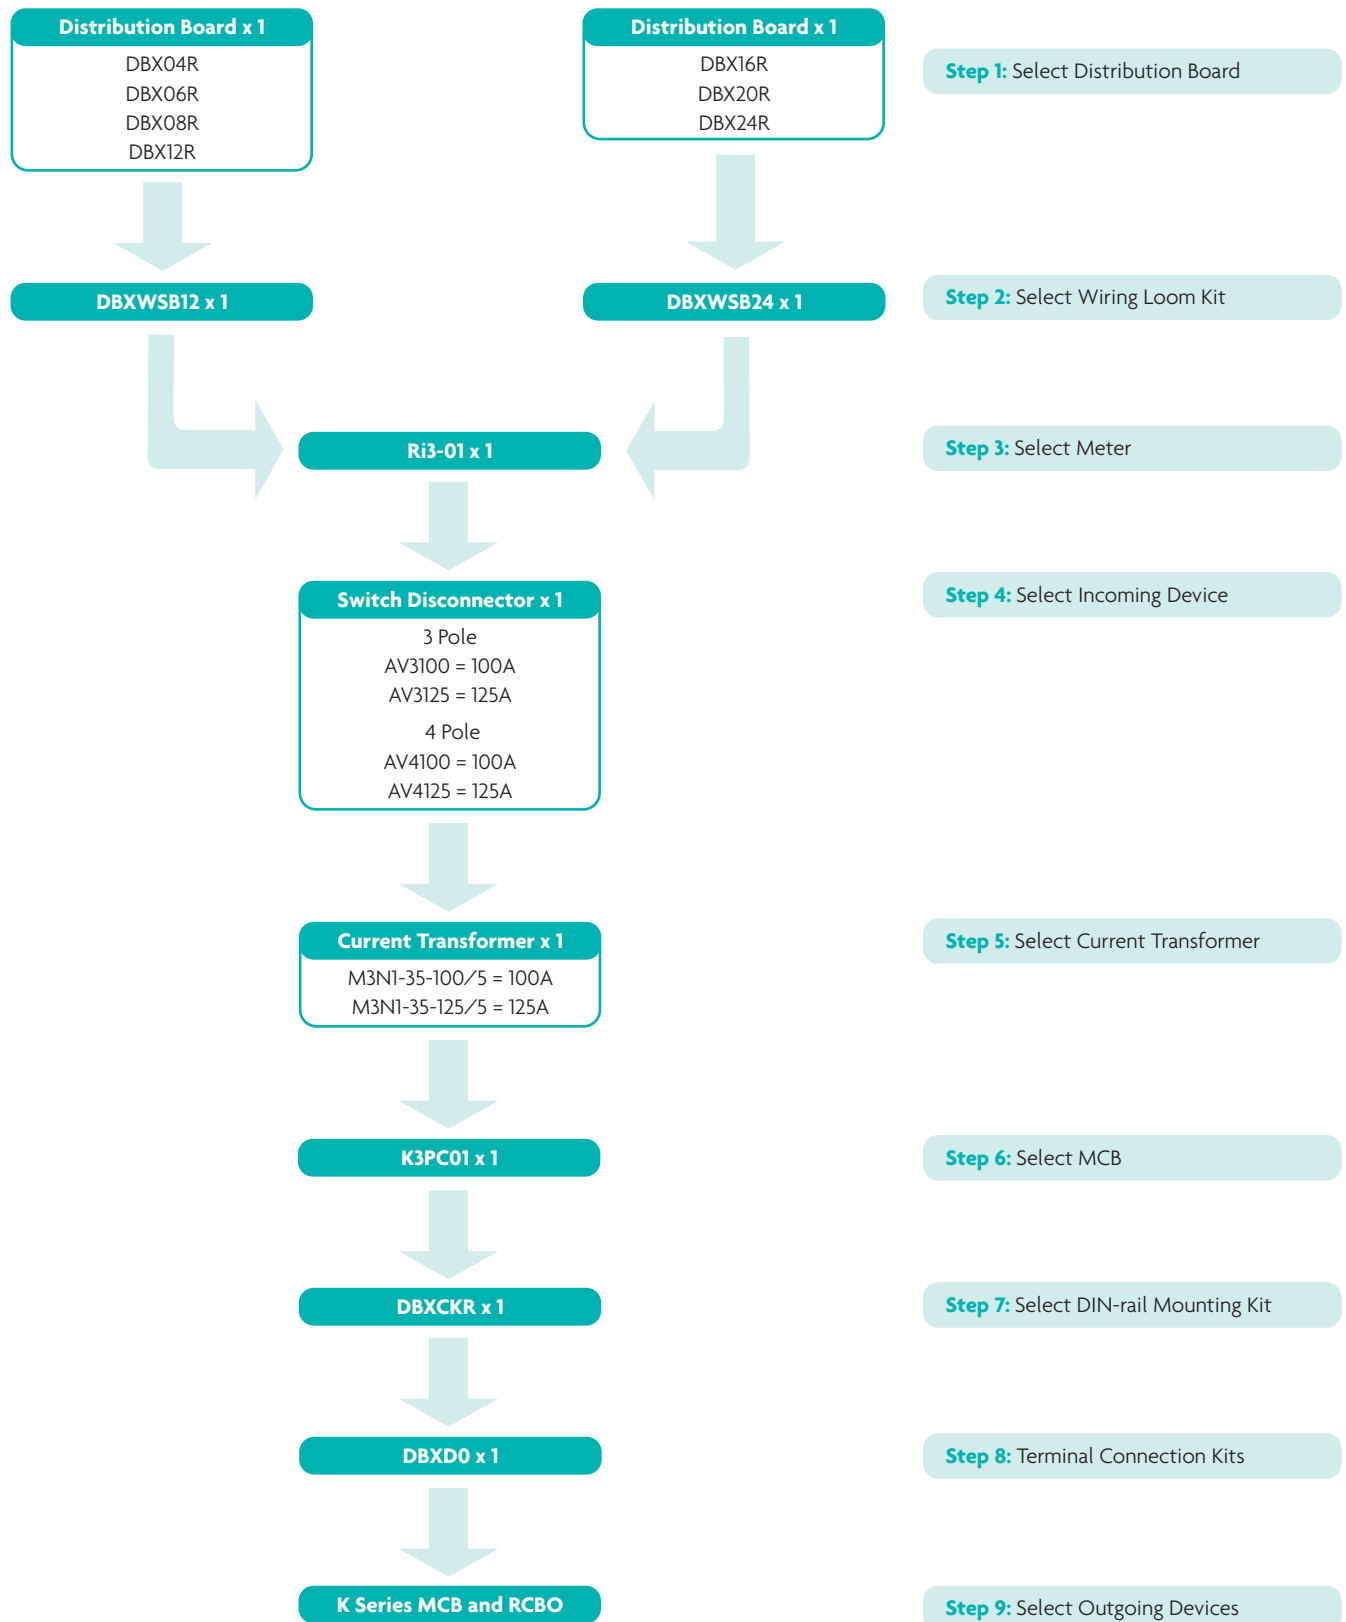 Distribution Board x 1
DBX04R
DBX06R
DBX08R
DBX12R
Distribution Board x 1
DBX16R
DBX20R
DBX24R
Step 1: Select Distribution Board
DBXWSB12 x 1
DBXWSB24 x 1
Step 2: Select Wiring Loom Kit
Ri3-01 x 1
Step 3: Select Meter
Switch Disconnector x 1
3 Pole
AV3100 = 100A
AV3125 = 125A
4 Pole
AV4100 = 100A
AV4125 = 125A
Step 4: Select Incoming Device
Current Transformer x 1
M3N1-35-100/5 = 100A
M3N1-35-125/5 = 125A
Step 5: Select Current Transformer
K3PC01 x 1
Step 6: Select MCB
DBXCKR x 1
Step 7: Select DIN-rail Mounting Kit
DBXD0 x 1
Step 8: Terminal Connection Kits
K Series MCB and RCBO
Step 9: Select Outgoing Devices